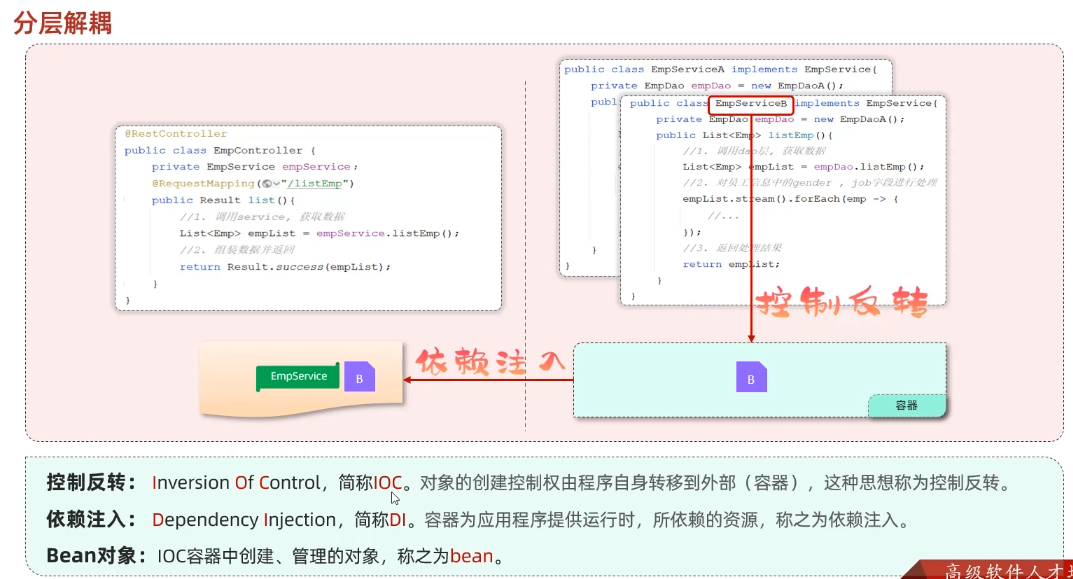 分层解耦
@RestController
public class EmpController {
private EmpService empService;
@RequestMapping("/listEmp")
public Result list(){
//1. 调用service, 获取数据
List<Emp> empList = empService.listEmp();
//2. 组装数据并返回
return Result.success(empList);
}
}
public class EmpServiceA implements EmpService{
private EmpDao empDao = new EmpDaoA();
publ
}
}
public class EmpServiceB implements EmpService{
private EmpDao empDao = new EmpDaoA();
public List<Emp> listEmp(){
//1. 调用dao层, 获取数据
List<Emp> empList = empDao.listEmp();
//2. 对员工信息中的gender , job字段进行处理
empList.stream().forEach(emp -> {
//...
});
//3. 返回处理结果
return empList;
}
}
控制反转
依赖注入
EmpService
B
B
容器
控制反转： Inversion Of Control，简称IOC。对象的创建控制权由程序自身转移到外部（容器），这种思想称为控制反转。
依赖注入： Dependency Injection，简称DI。容器为应用程序提供运行时，所依赖的资源，称之为依赖注入。
Bean对象：IOC容器中创建、管理的对象，称之为bean。
高级软件人才